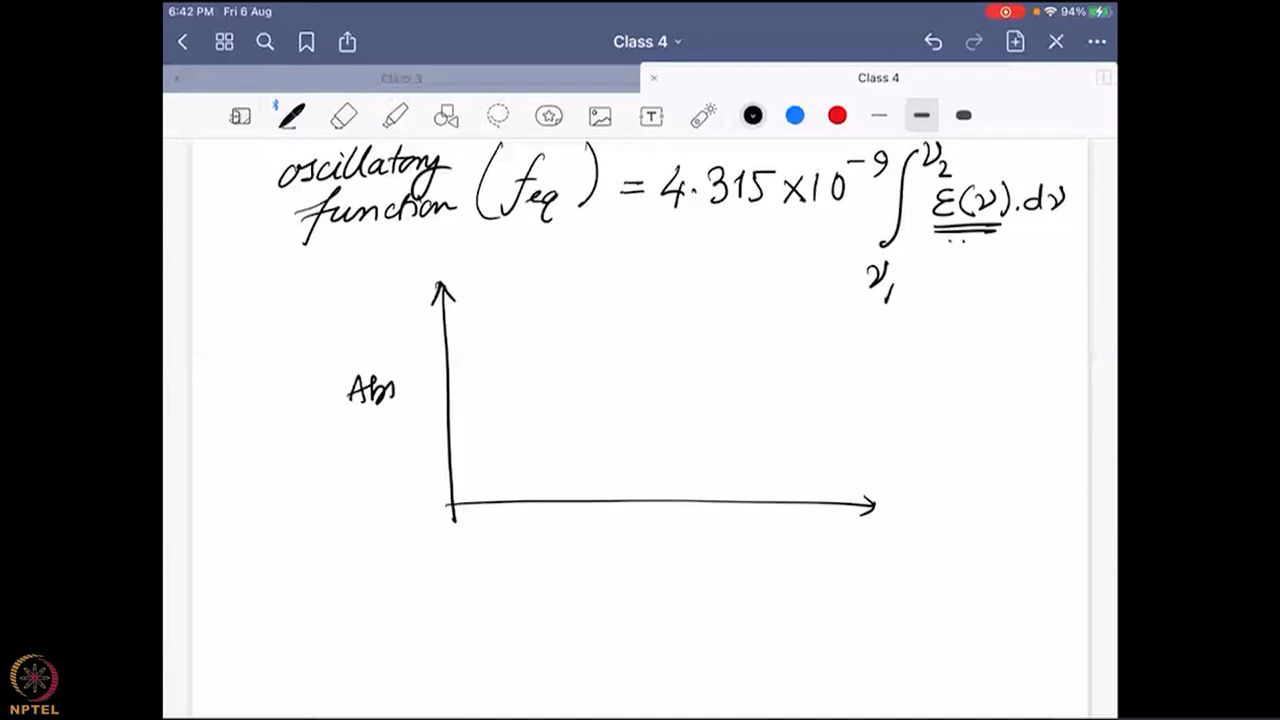 6:42 PM Fri 6 Aug
94%
Class 4
Class 3
Class 4
T
oscillatory
function (feq) = 4.315 × 10⁻⁹ ∫ ν₂ ε(ν).dν
ν₁
Abs
NPTEL